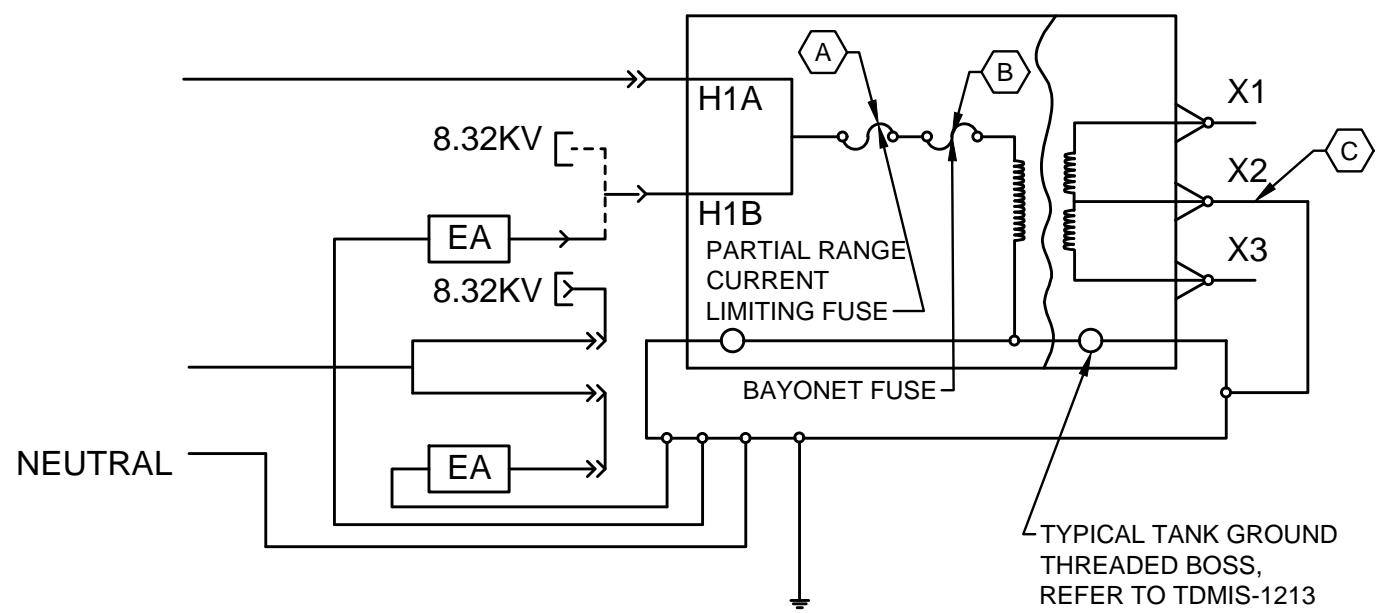 A
B
H1A
X1
8.32KV
C
X2
H1B
EA
PARTIAL RANGE
CURRENT
LIMITING FUSE
X3
8.32KV
BAYONET FUSE
NEUTRAL
EA
TYPICAL TANK GROUND
THREADED BOSS,
REFER TO TDMIS-1213